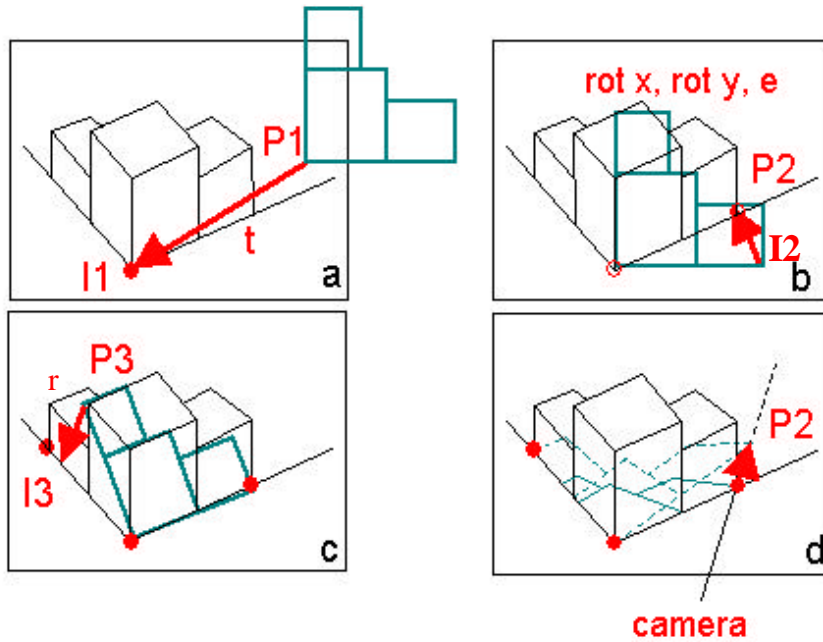 P1
t
I1
a
rot x, rot y, e
P2
I2
b
P3
r
I3
c
P2
d
camera